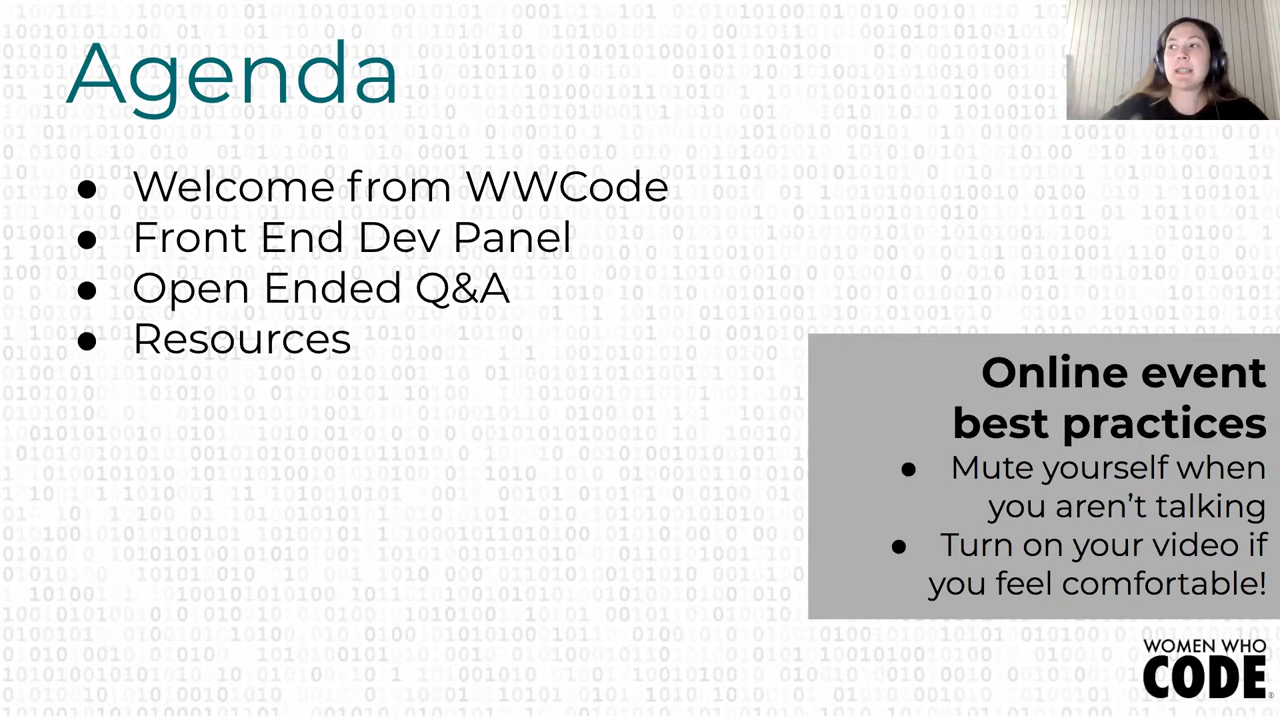 Agenda
● Welcome from WWCode
● Front End Dev Panel
● Open Ended Q&A
● Resources
Online event
best practices
● Mute yourself when
you aren’t talking
● Turn on your video if
you feel comfortable!
WOMEN WHO
CODE®